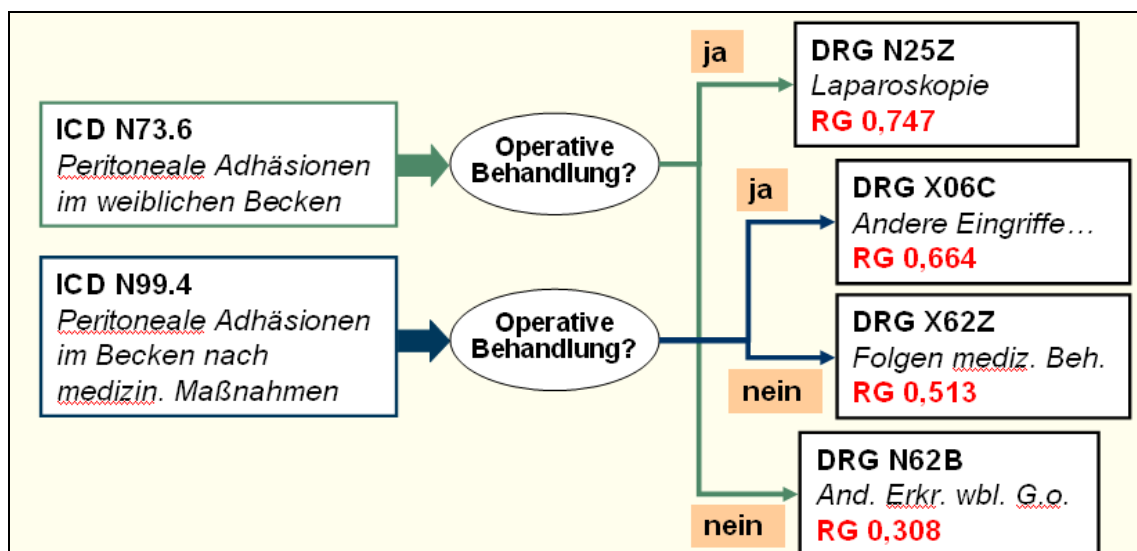 ICD N73.6
Peritoneale Adhäsionen
im weiblichen Becken
Operative
Behandlung?
ja
DRG N25Z
Laparoskopie
RG 0,747
ja
DRG X06C
Andere Eingriffe…
RG 0,664
ICD N99.4
Peritoneale Adhäsionen
im Becken nach
medizin. Maßnahmen
Operative
Behandlung?
nein
DRG X62Z
Folgen mediz. Beh.
RG 0,513
nein
DRG N62B
And. Erkr. wbl. G.o.
RG 0,308